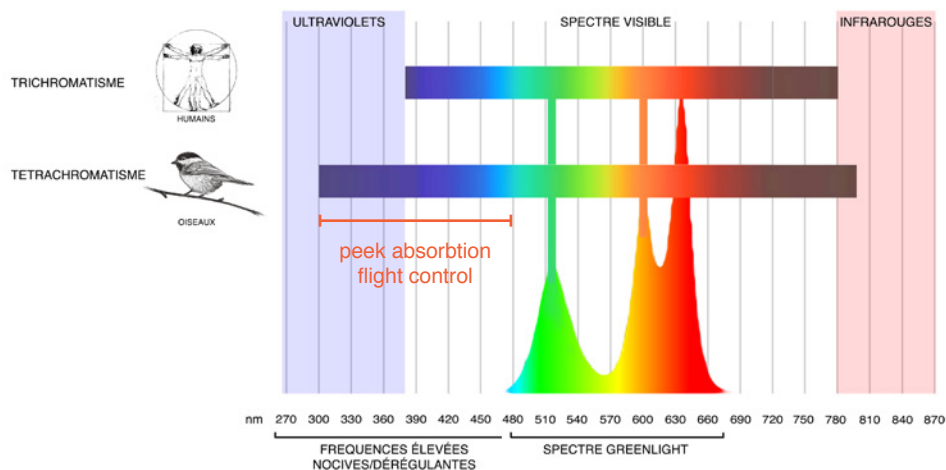 ULTRAVIOLETS SPECTRE VISIBLE INFRAROUGES
TRICHROMATISME
HUMAINS
TETRACHROMATISME
OISEAUX
peek absorbtion
flight control
nm 270 300 330 360 390 420 450 480 510 540 570 600 630 660 690 720 750 780 810 840 870
FREQUENCES ÉLEVÉES
NOCIVES/DÉRÉGULANTES
SPECTRE GREENLIGHT